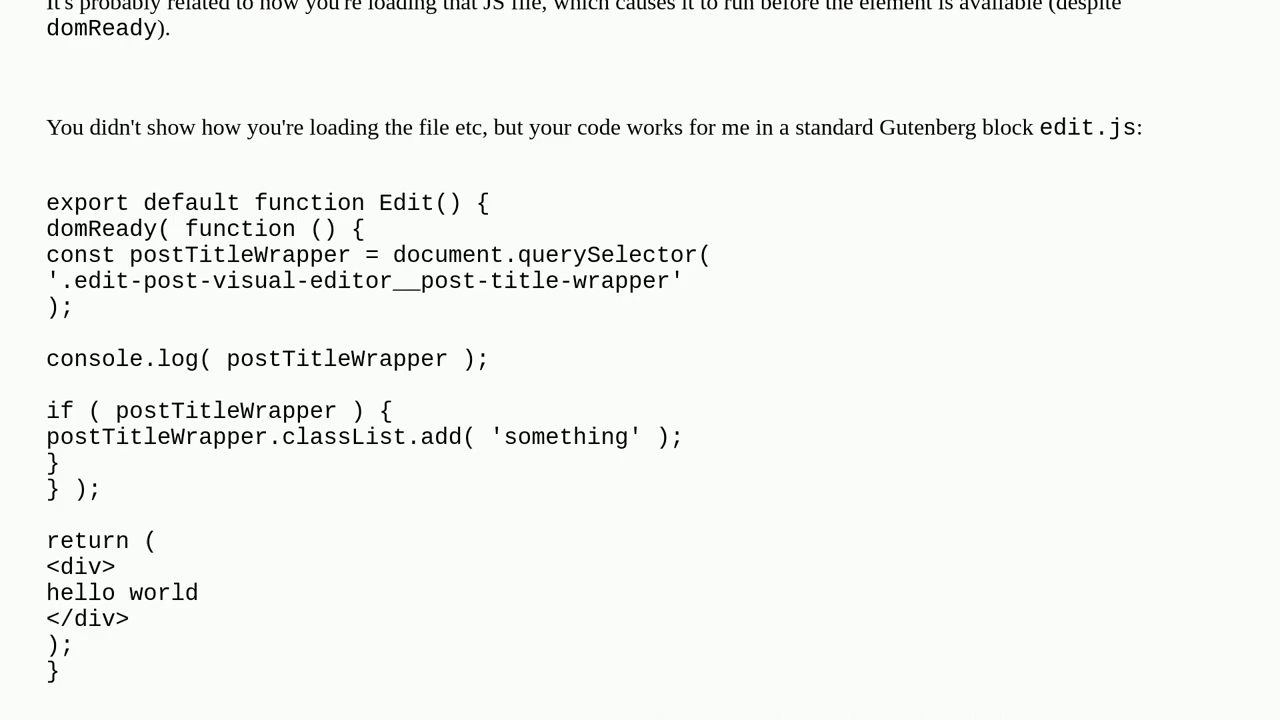 It's probably related to how you're loading that JS file, which causes it to run before the element is available (despite
domReady).
You didn't show how you're loading the file etc, but your code works for me in a standard Gutenberg block edit.js:
export default function Edit() {
domReady( function () {
const postTitleWrapper = document.querySelector(
'.edit-post-visual-editor__post-title-wrapper'
);
console.log( postTitleWrapper );
if ( postTitleWrapper ) {
postTitleWrapper.classList.add( 'something' );
}
} );
return (
<div>
hello world
</div>
);
}